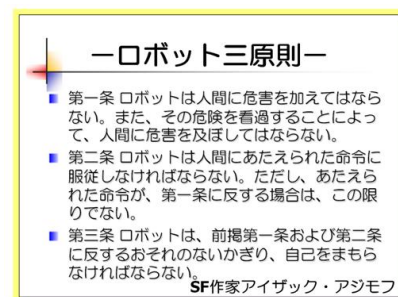 ーロボット三原則ー
第一条 ロボットは人間に危害を加えてはなら
ない。また、その危険を看過することによっ
て、人間に危害を及ぼしてはならない。
第二条 ロボットは人間にあたえられた命令に
服従しなければならない。ただし、あたえら
れた命令が、第一条に反する場合は、この限
りでない。
第三条 ロボットは、前掲第一条および第二条
に反するおそれのないかぎり、自己をまもら
なければならない。
SF作家アイザック・アジモフ